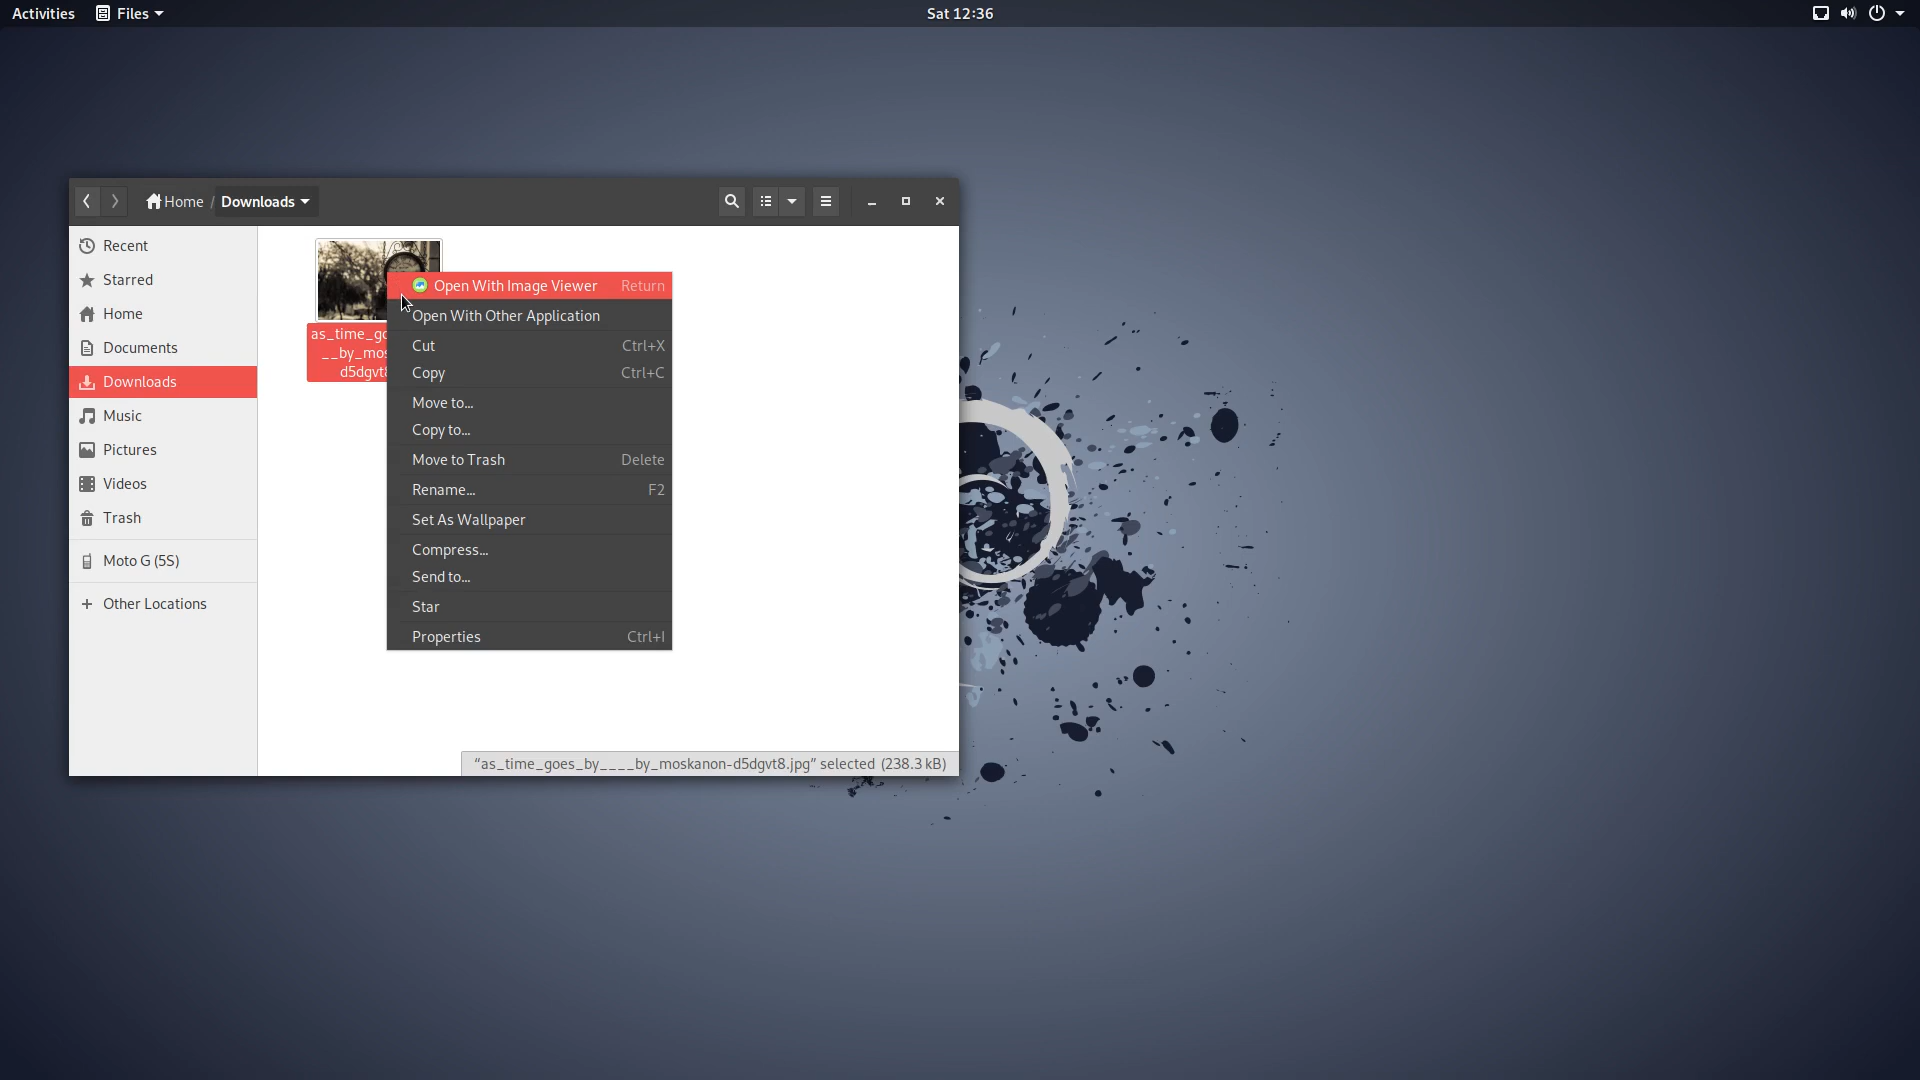 Activities Files Sat 12:36
Home / Downloads
Recent
Starred
Home
Documents
Downloads
Music
Pictures
Videos
Trash
Moto G (5S)
+ Other Locations
as_time_go
__by_mos
d5dgvt8
Open With Image Viewer Return
Open With Other Application
Cut Ctrl+X
Copy Ctrl+C
Move to...
Copy to...
Move to Trash Delete
Rename... F2
Set As Wallpaper
Compress...
Send to...
Star
Properties Ctrl+I
“as_time_goes_by____by_moskanon-d5dgvt8.jpg” selected (238.3 kB)